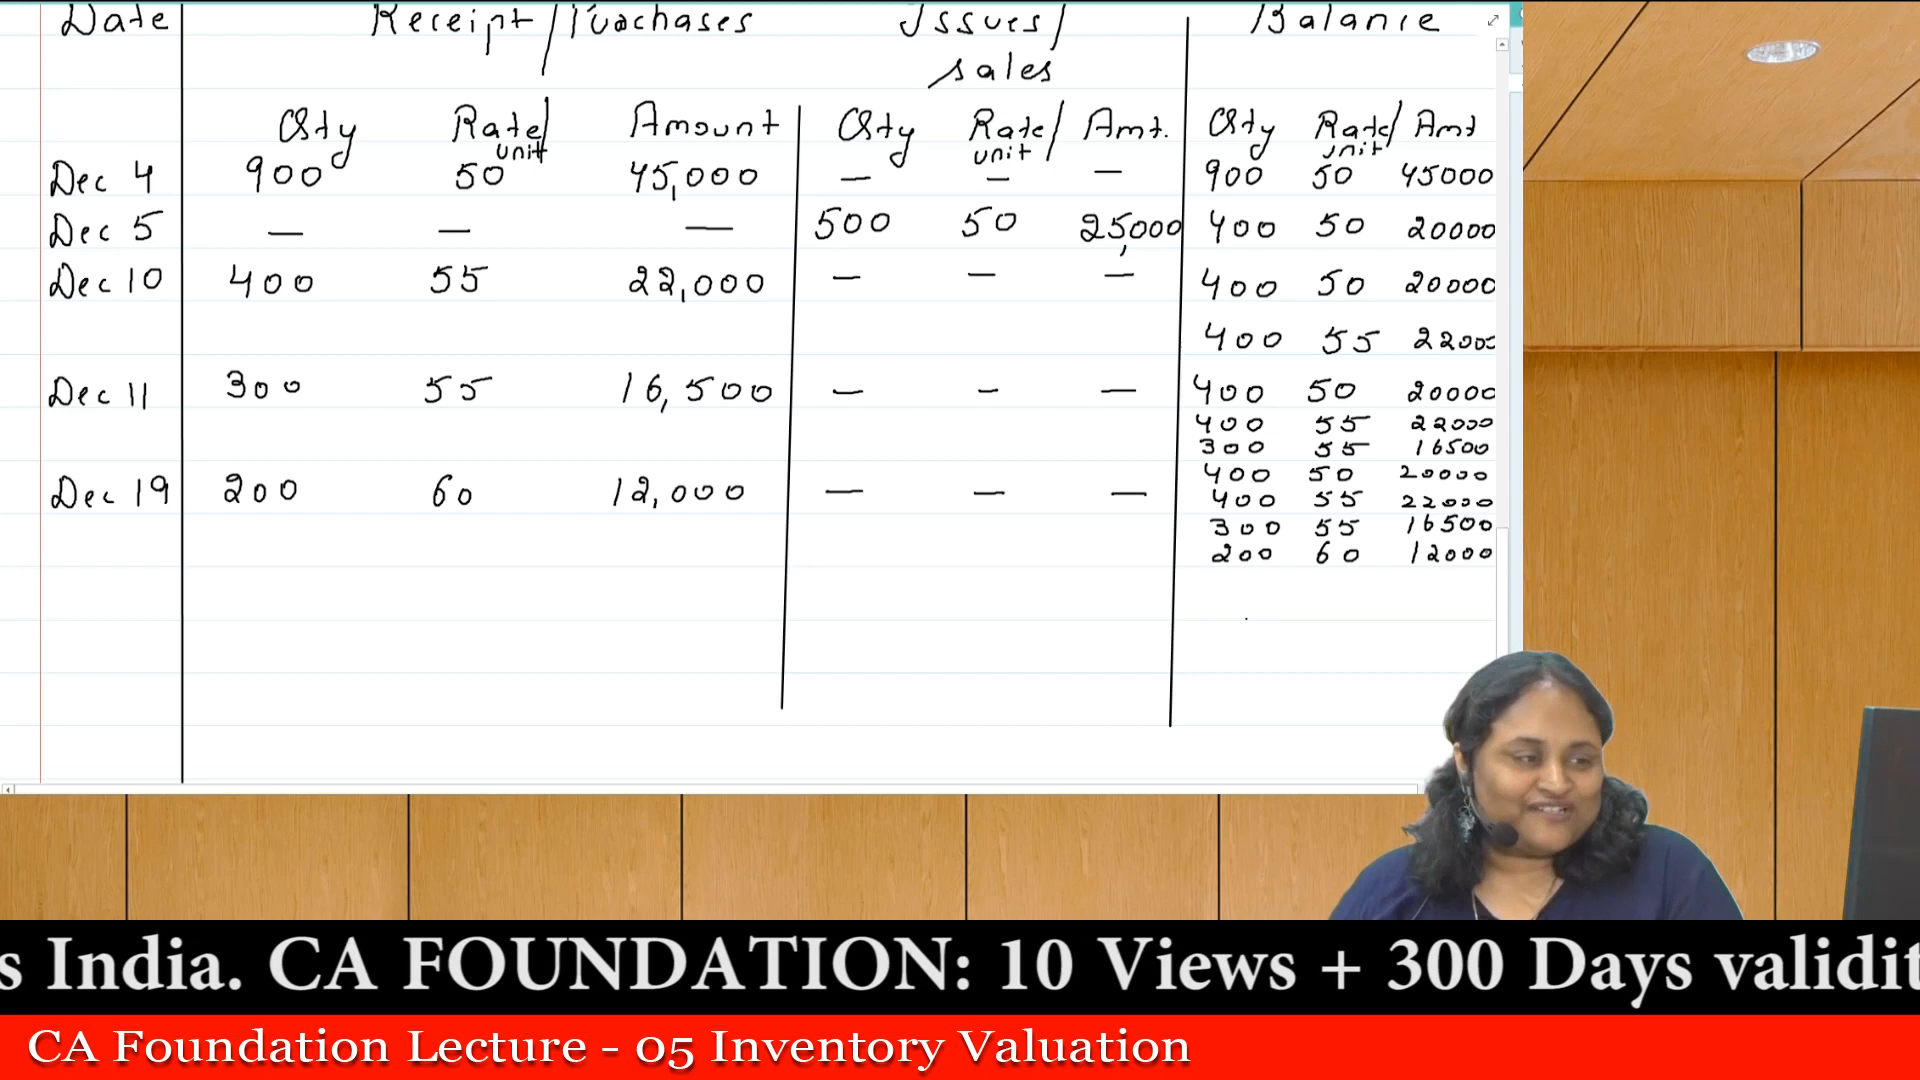 Date Receipt/Purchases Issues/ Balance
sales
Qty Rate/ Amount Qty Rate/ Amt. Qty Rate/ Amt
unit unit unit
Dec 4 900 50 45,000 — — — 900 50 45000
Dec 5 — — — 500 50 25,000 400 50 20000
Dec 10 400 55 22,000 — — — 400 50 20000
400 55 22000
Dec 11 300 55 16,500 — - — 400 50 20000
400 55 22000
300 55 16500
400 50 20000
Dec 19 200 60 12,000 — — — 400 55 22000
300 55 16500
200 60 12000
s India. CA FOUNDATION: 10 Views + 300 Days validit
CA Foundation Lecture - 05 Inventory Valuation